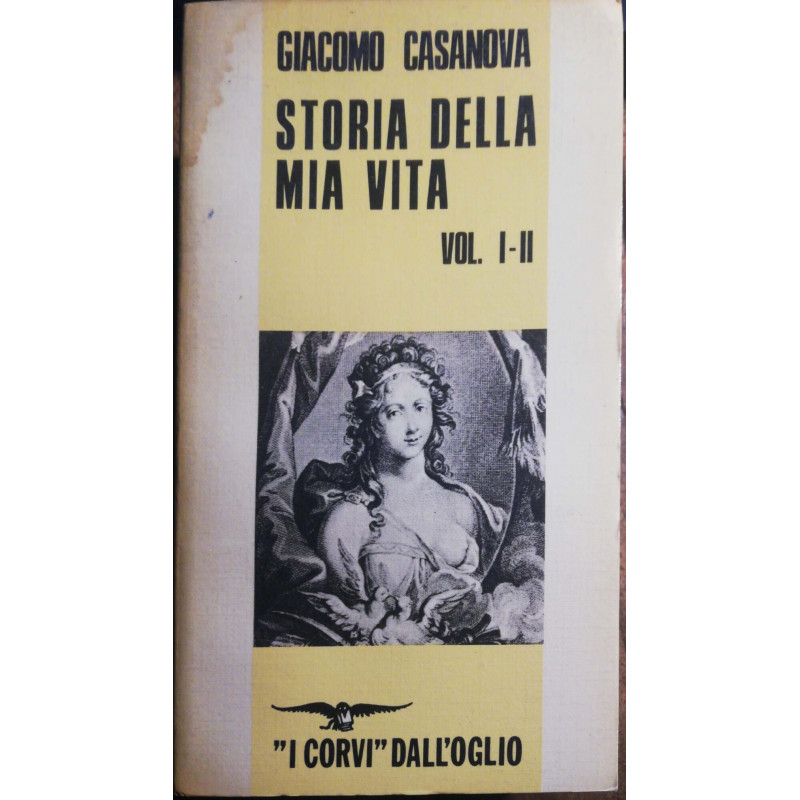 GIACOMO CASANOVA
STORIA DELLA
MIA VITA
VOL. I-II
"I CORVI" DALL'OGLIO